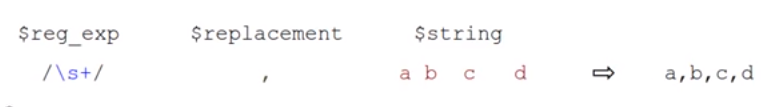 $reg_exp $replacement $string
/\s+/ , a b c d ⇨ a,b,c,d